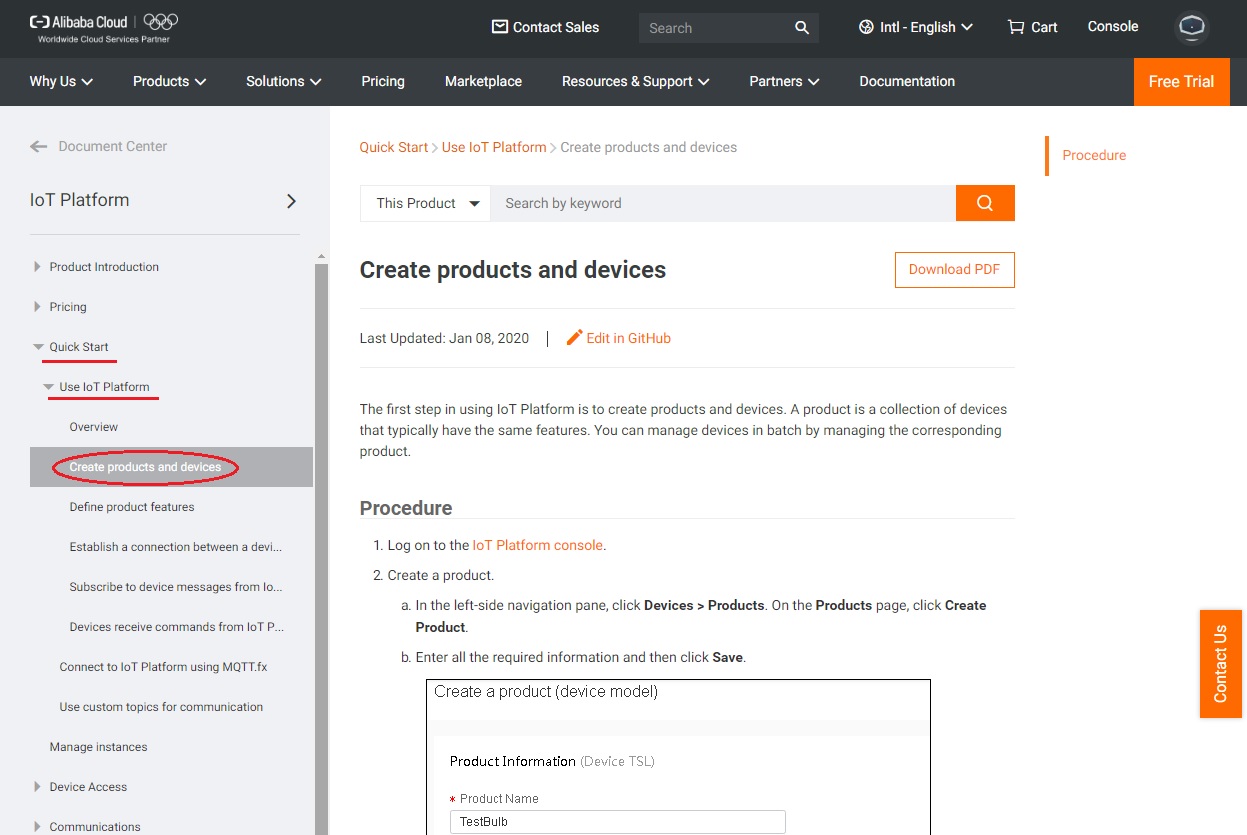 Alibaba Cloud
Worldwide Cloud Services Partner
Contact Sales
Search
Intl - English
Cart
Console
Why Us
Products
Solutions
Pricing
Marketplace
Resources & Support
Partners
Documentation
Free Trial
Document Center
IoT Platform
Product Introduction
Pricing
Quick Start
Use IoT Platform
Overview
Create products and devices
Define product features
Establish a connection between a devi...
Subscribe to device messages from Io...
Devices receive commands from IoT P...
Connect to IoT Platform using MQTT.fx
Use custom topics for communication
Manage instances
Device Access
Communications
Quick Start > Use IoT Platform > Create products and devices
This Product
Search by keyword
Create products and devices
Download PDF
Last Updated: Jan 08, 2020 | Edit in GitHub
The first step in using IoT Platform is to create products and devices. A product is a collection of devices
that typically have the same features. You can manage devices in batch by managing the corresponding
product.
Procedure
1. Log on to the IoT Platform console.
2. Create a product.
a. In the left-side navigation pane, click Devices > Products. On the Products page, click Create
Product.
b. Enter all the required information and then click Save.
Create a product (device model)
Product Information (Device TSL)
* Product Name
TestBulb
Procedure
Contact Us